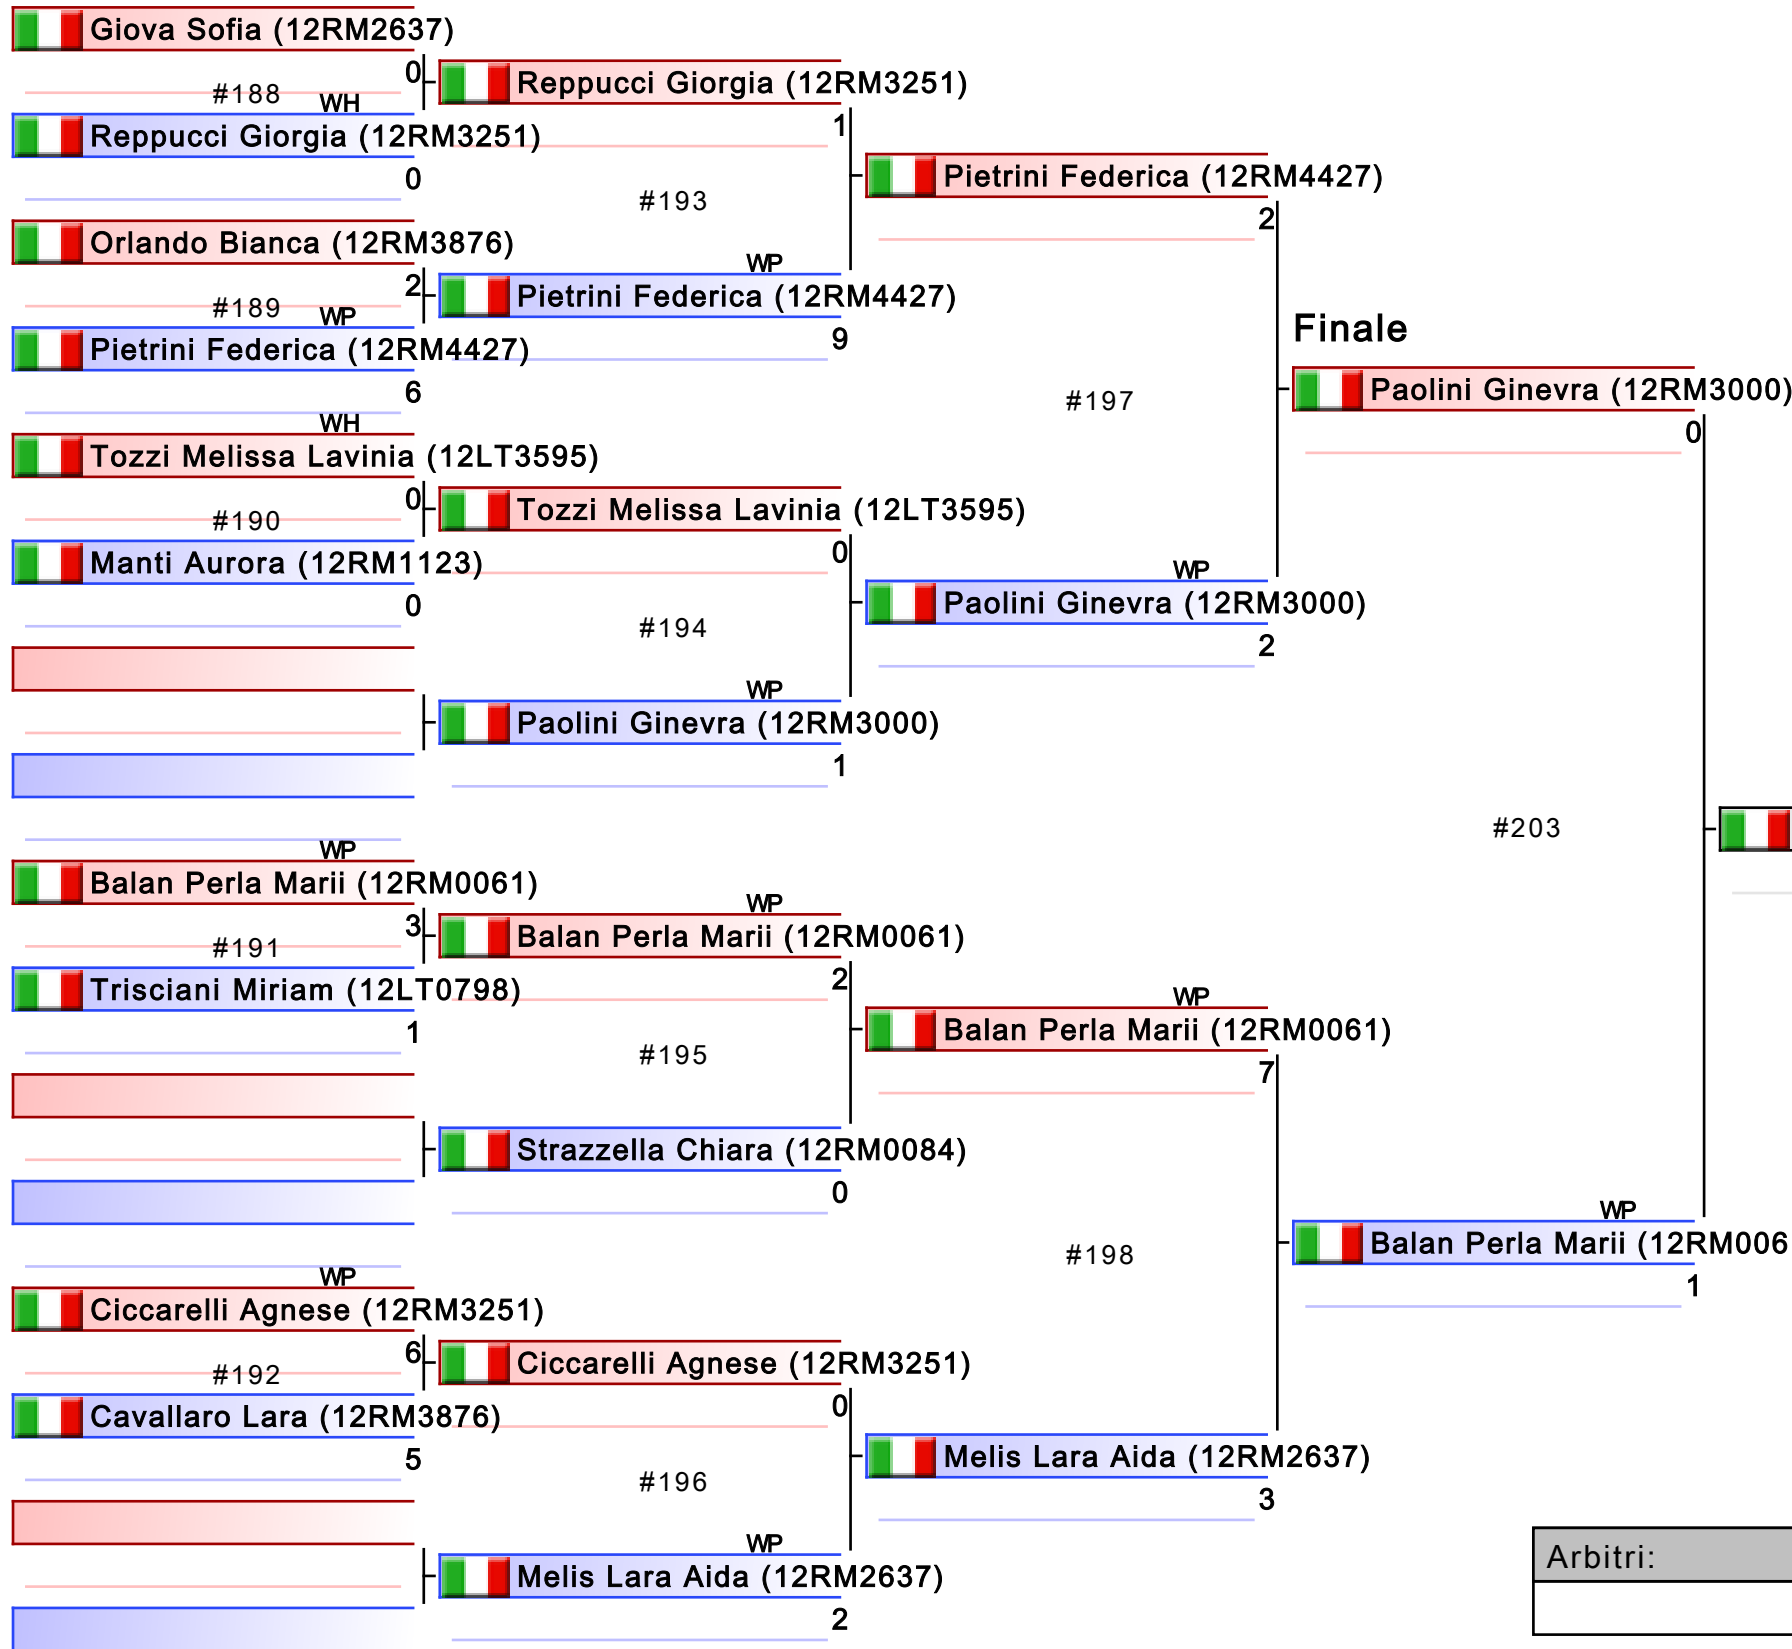 Giova Sofia (12RM2637)
0
#188
WH
Reppucci Giorgia (12RM3251)
0
Orlando Bianca (12RM3876)
2
#189
WP
Pietrini Federica (12RM4427)
6
WH
Tozzi Melissa Lavinia (12LT3595)
0
#190
Manti Aurora (12RM1123)
0
WP
Balan Perla Marii (12RM0061)
3
#191
Trisciani Miriam (12LT0798)
1
WP
Ciccarelli Agnese (12RM3251)
6
#192
Cavallaro Lara (12RM3876)
5
Reppucci Giorgia (12RM3251)
1
#193
WP
Pietrini Federica (12RM4427)
9
Tozzi Melissa Lavinia (12LT3595)
0
#194
WP
Paolini Ginevra (12RM3000)
1
WP
Balan Perla Marii (12RM0061)
2
#195
Strazzella Chiara (12RM0084)
0
Ciccarelli Agnese (12RM3251)
0
#196
WP
Melis Lara Aida (12RM2637)
2
Pietrini Federica (12RM4427)
2
#197
WP
Paolini Ginevra (12RM3000)
2
WP
Balan Perla Marii (12RM0061)
7
#198
Melis Lara Aida (12RM2637)
3
Finale
Paolini Ginevra (12RM3000)
0
#203
WP
Balan Perla Marii (12RM006
1
Arbitri: